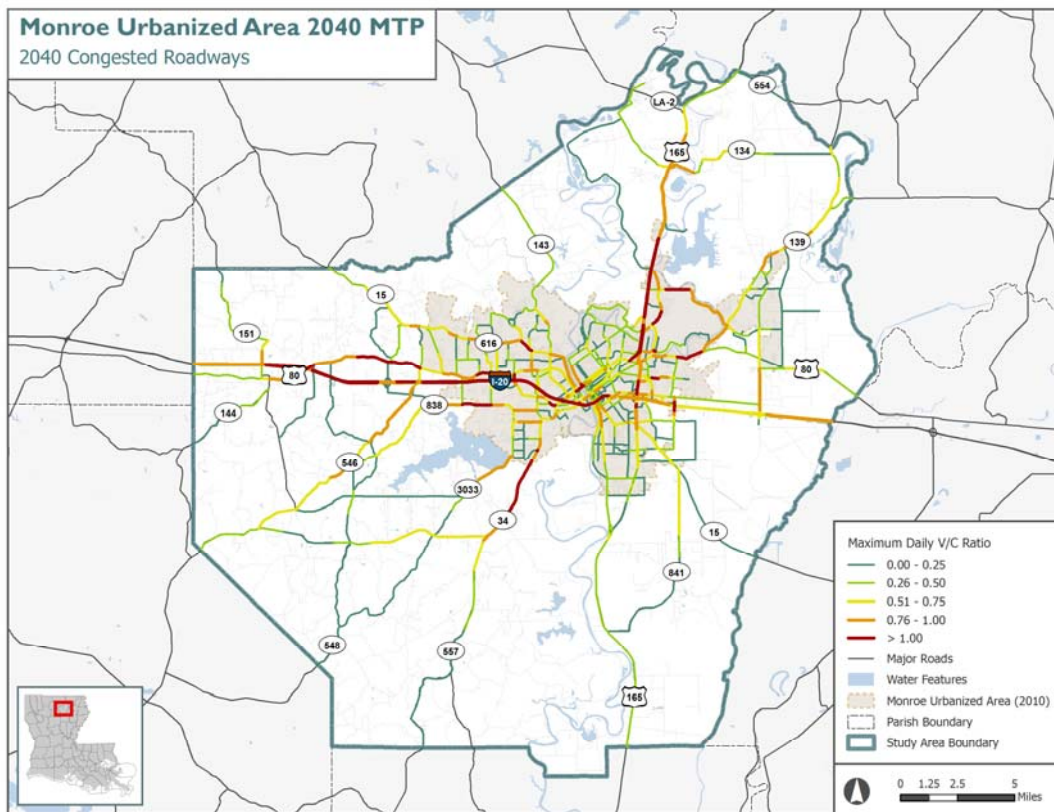 Monroe Urbanized Area 2040 MTP
2040 Congested Roadways
554
LA-2
165
134
139
143
15
616
151
80
I-20
80
144
838
546
3033
34
15
841
548
557
165
Maximum Daily V/C Ratio
0.00 - 0.25
0.26 - 0.50
0.51 - 0.75
0.76 - 1.00
> 1.00
Major Roads
Water Features
Monroe Urbanized Area (2010)
Parish Boundary
Study Area Boundary
0 1.25 2.5 5
Miles